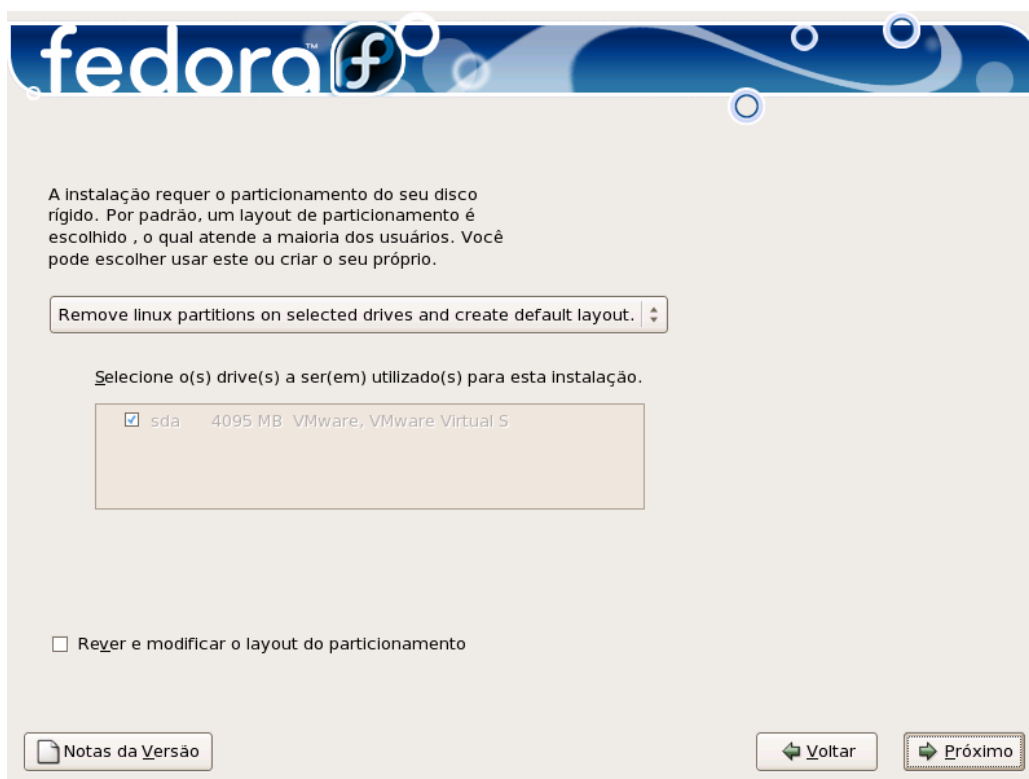 fedora™
A instalação requer o particionamento do seu disco
rígido. Por padrão, um layout de particionamento é
escolhido , o qual atende a maioria dos usuários. Você
pode escolher usar este ou criar o seu próprio.
Remove linux partitions on selected drives and create default layout.
Selecione o(s) drive(s) a ser(em) utilizado(s) para esta instalação.
sda 4095 MB VMware, VMware Virtual S
Rever e modificar o layout do particionamento
Notas da Versão
Voltar
Próximo